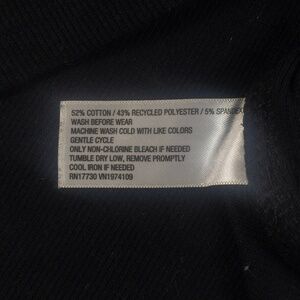 52% COTTON / 43% RECYCLED POLYESTER / 5% SPANDEX
WASH BEFORE WEAR
MACHINE WASH COLD WITH LIKE COLORS
GENTLE CYCLE
ONLY NON-CHLORINE BLEACH IF NEEDED
TUMBLE DRY LOW, REMOVE PROMPTLY
COOL IRON IF NEEDED
RN17730 VN1974109